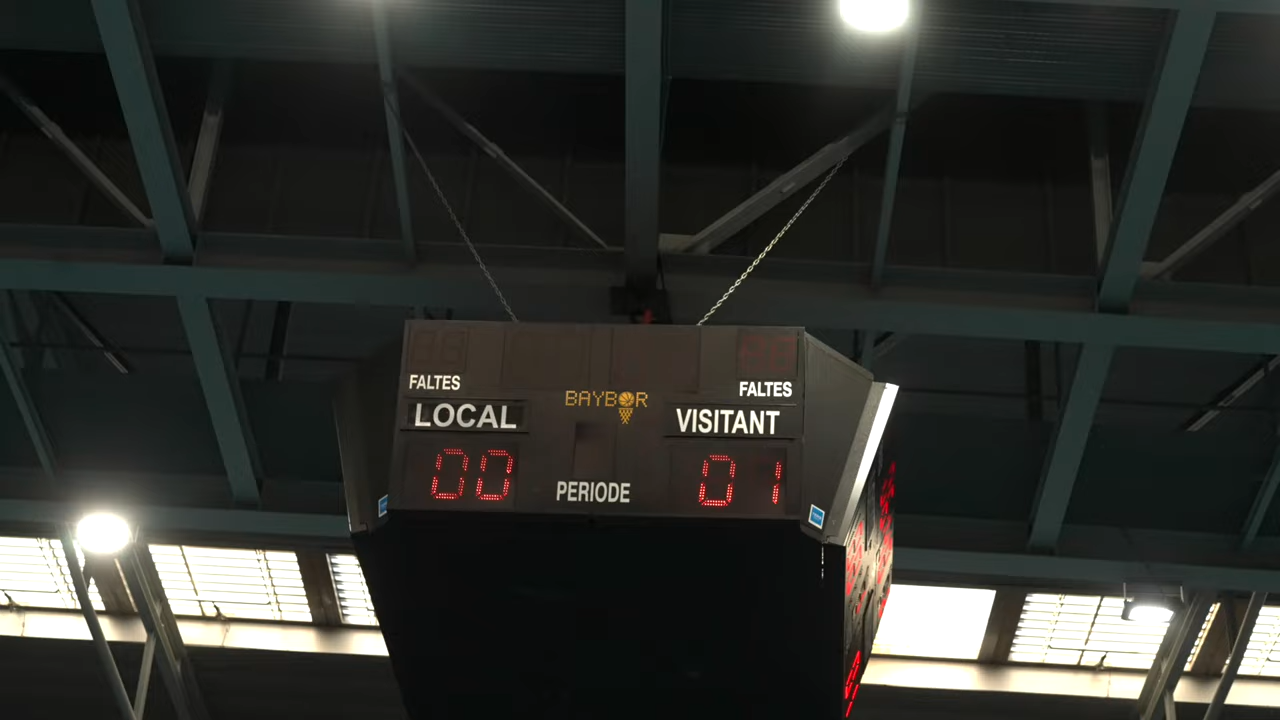 FALTES FALTES
BAYBOR
LOCAL VISITANT
00 01
PERIODE